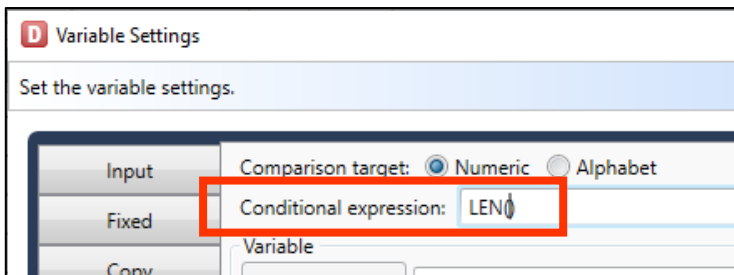 D Variable Settings
Set the variable settings.
Input
Comparison target: Numeric Alphabet
Fixed
Conditional expression: LEN()
Variable
Copy